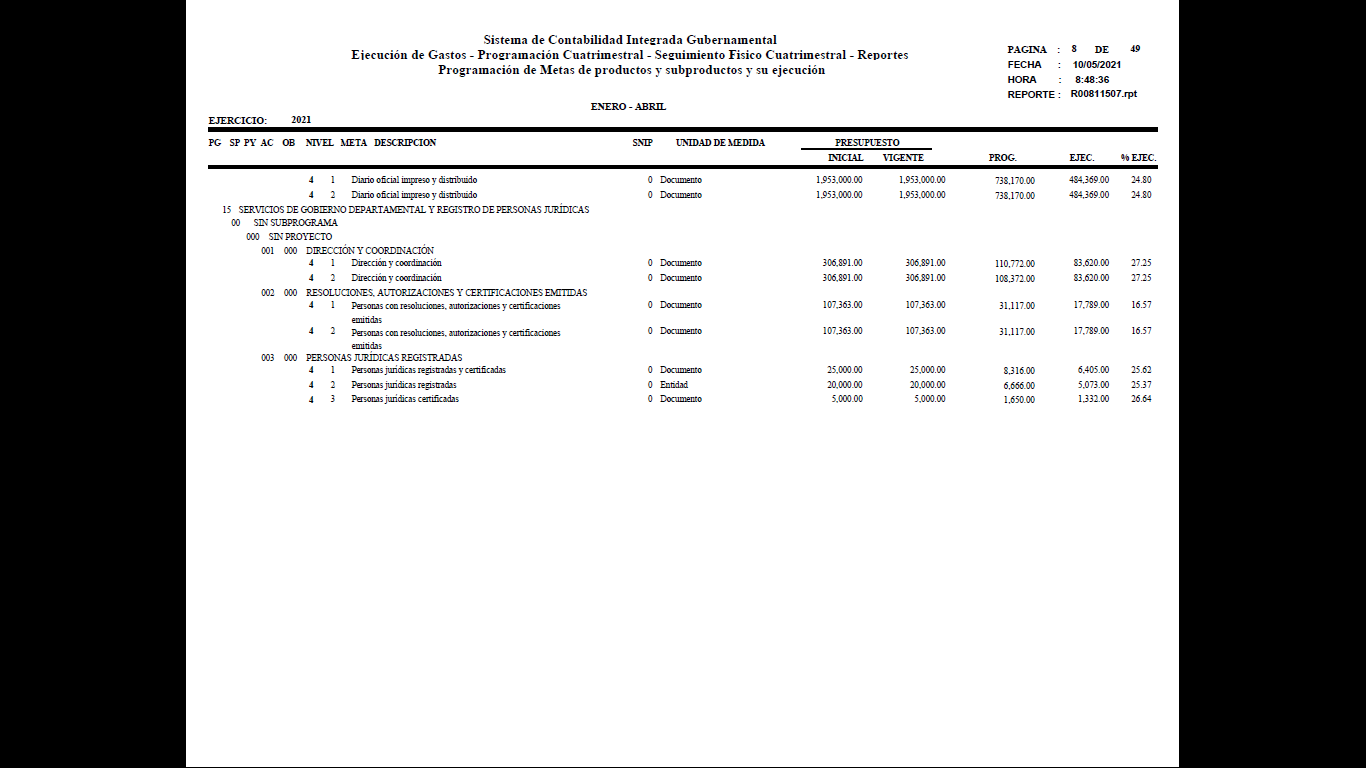 Sistema de Contabilidad Integrada Gubernamental
Ejecución de Gastos - Programación Cuatrimestral - Seguimiento Físico Cuatrimestral - Reportes
Programación de Metas de productos y subproductos y su ejecución
PAGINA : 8 DE 49
FECHA : 10/05/2021
HORA : 8:48:36
REPORTE : R00811507.rpt
ENERO - ABRIL
EJERCICIO: 2021
PG SP PY AC OB NIVEL META DESCRIPCION SNIP UNIDAD DE MEDIDA PRESUPUESTO
INICIAL VIGENTE PROG. EJEC. % EJEC.
4 1 Diario oficial impreso y distribuido 0 Documento 1,953,000.00 1,953,000.00 738,170.00 484,369.00 24.80
4 2 Diario oficial impreso y distribuido 0 Documento 1,953,000.00 1,953,000.00 738,170.00 484,369.00 24.80
15 SERVICIOS DE GOBIERNO DEPARTAMENTAL Y REGISTRO DE PERSONAS JURÍDICAS
00 SIN SUBPROGRAMA
000 SIN PROYECTO
001 000 DIRECCIÓN Y COORDINACIÓN
4 1 Dirección y coordinación 0 Documento 306,891.00 306,891.00 110,772.00 83,620.00 27.25
4 2 Dirección y coordinación 0 Documento 306,891.00 306,891.00 108,372.00 83,620.00 27.25
002 000 RESOLUCIONES, AUTORIZACIONES Y CERTIFICACIONES EMITIDAS
4 1 Personas con resoluciones, autorizaciones y certificaciones 0 Documento 107,363.00 107,363.00 31,117.00 17,789.00 16.57
emitidas
4 2 Personas con resoluciones, autorizaciones y certificaciones 0 Documento 107,363.00 107,363.00 31,117.00 17,789.00 16.57
emitidas
003 000 PERSONAS JURÍDICAS REGISTRADAS
4 1 Personas jurídicas registradas y certificadas 0 Documento 25,000.00 25,000.00 8,316.00 6,405.00 25.62
4 2 Personas jurídicas registradas 0 Entidad 20,000.00 20,000.00 6,666.00 5,073.00 25.37
4 3 Personas jurídicas certificadas 0 Documento 5,000.00 5,000.00 1,650.00 1,332.00 26.64